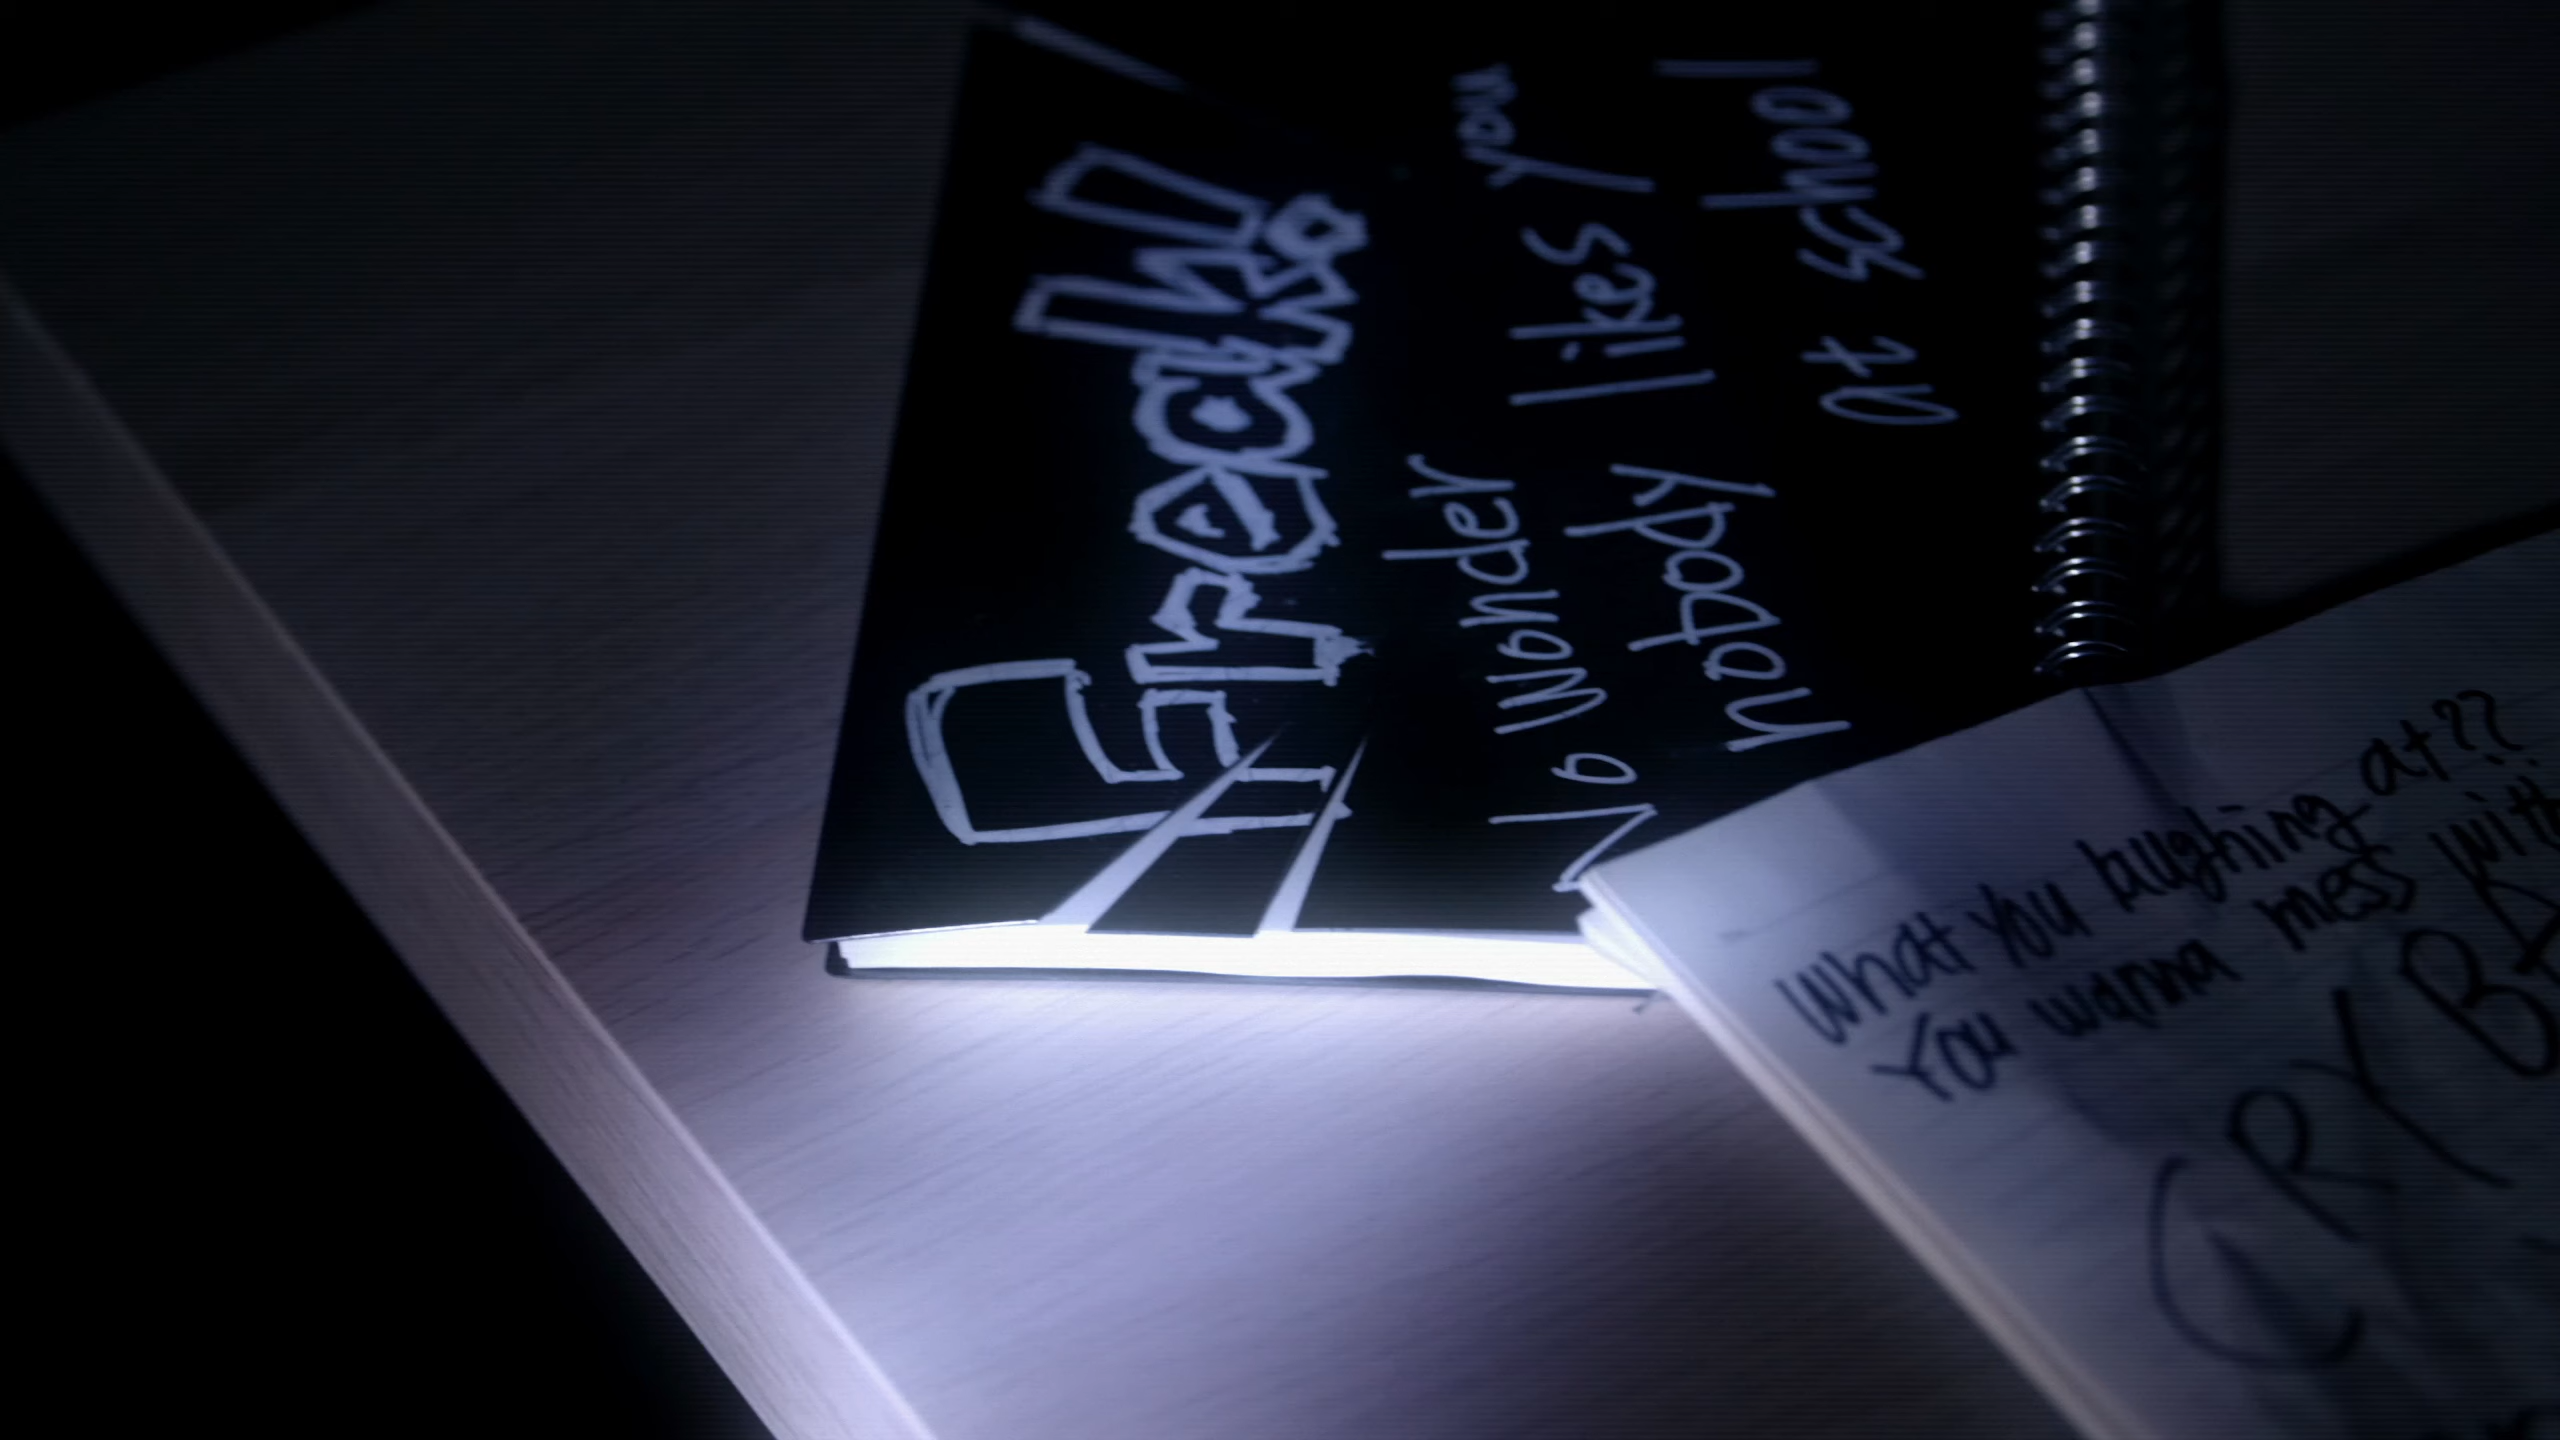 Freak!
No Wonder
nobody likes You
At school
What you laughing at??
You wanna mess with
CRY